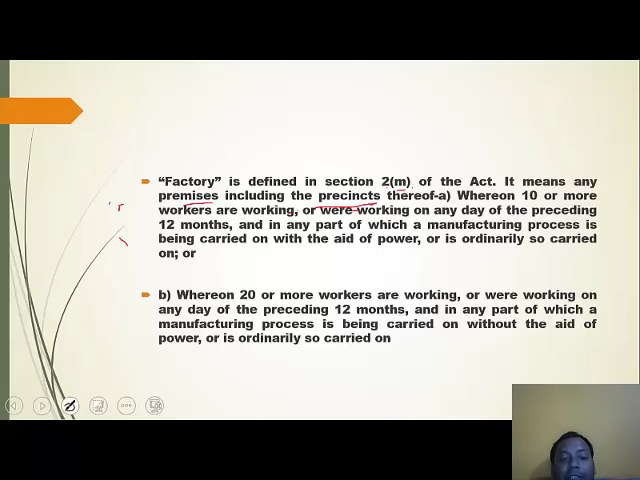 “Factory” is defined in section 2(m) of the Act. It means any
premises including the precincts thereof-a) Whereon 10 or more
workers are working, or were working on any day of the preceding
12 months, and in any part of which a manufacturing process is
being carried on with the aid of power, or is ordinarily so carried
on; or
b) Whereon 20 or more workers are working, or were working on
any day of the preceding 12 months, and in any part of which a
manufacturing process is being carried on without the aid of
power, or is ordinarily so carried on